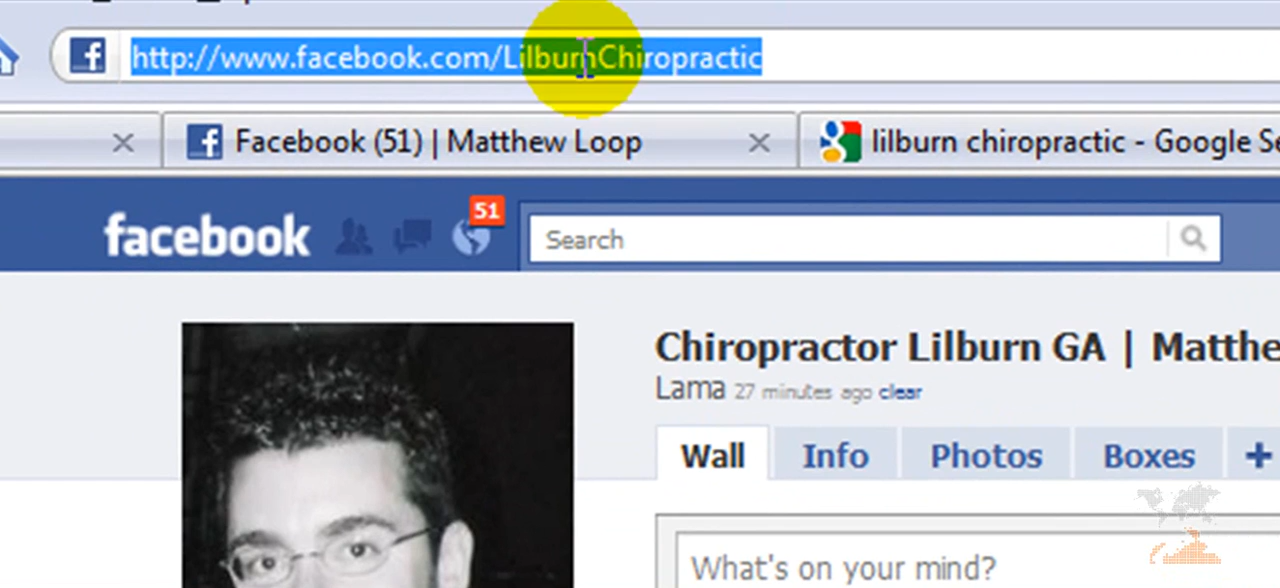 http://www.facebook.com/LilburnChiropractic
Facebook (51) | Matthew Loop
lilburn chiropractic - Google Se
facebook
51
Search
Chiropractor Lilburn GA | Matthe
Lama 27 minutes ago clear
Wall Info Photos Boxes +
What's on your mind?